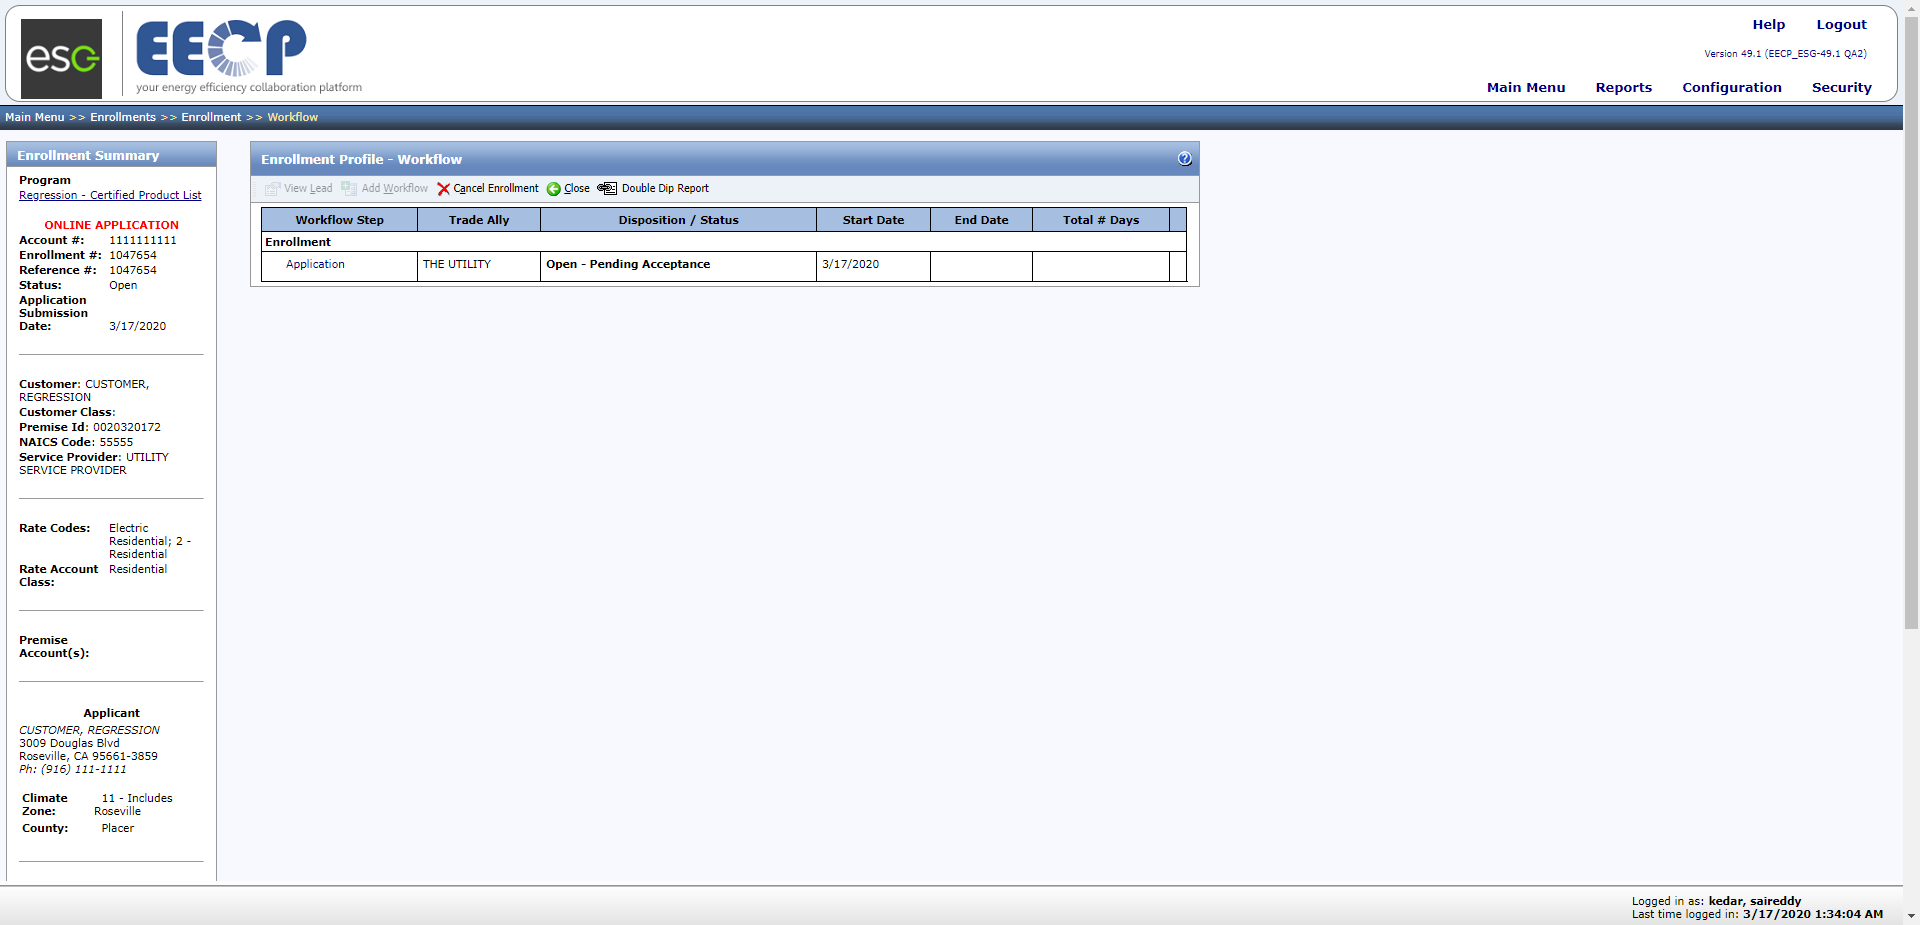 esg
EECP
your energy efficiency collaboration platform
Help Logout
Version 49.1 (EECP_ESG-49.1 QA2)
Main Menu Reports Configuration Security
Main Menu >> Enrollments >> Enrollment >> Workflow
Enrollment Summary
Program
Regression - Certified Product List
ONLINE APPLICATION
Account #: 1111111111
Enrollment #: 1047654
Reference #: 1047654
Status: Open
Application
Submission
Date: 3/17/2020
Customer: CUSTOMER,
REGRESSION
Customer Class:
Premise Id: 0020320172
NAICS Code: 55555
Service Provider: UTILITY
SERVICE PROVIDER
Rate Codes: Electric
Residential; 2 -
Residential
Rate Account Residential
Class:
Premise
Account(s):
Applicant
CUSTOMER, REGRESSION
3009 Douglas Blvd
Roseville, CA 95661-3859
Ph: (916) 111-1111
Climate 11 - Includes
Zone: Roseville
County: Placer
Enrollment Profile - Workflow
?
View Lead Add Workflow Cancel Enrollment Close Double Dip Report
Workflow Step Trade Ally Disposition / Status Start Date End Date Total # Days
Enrollment
Application THE UTILITY Open - Pending Acceptance 3/17/2020
Logged in as: kedar, saireddy
Last time logged in: 3/17/2020 1:34:04 AM